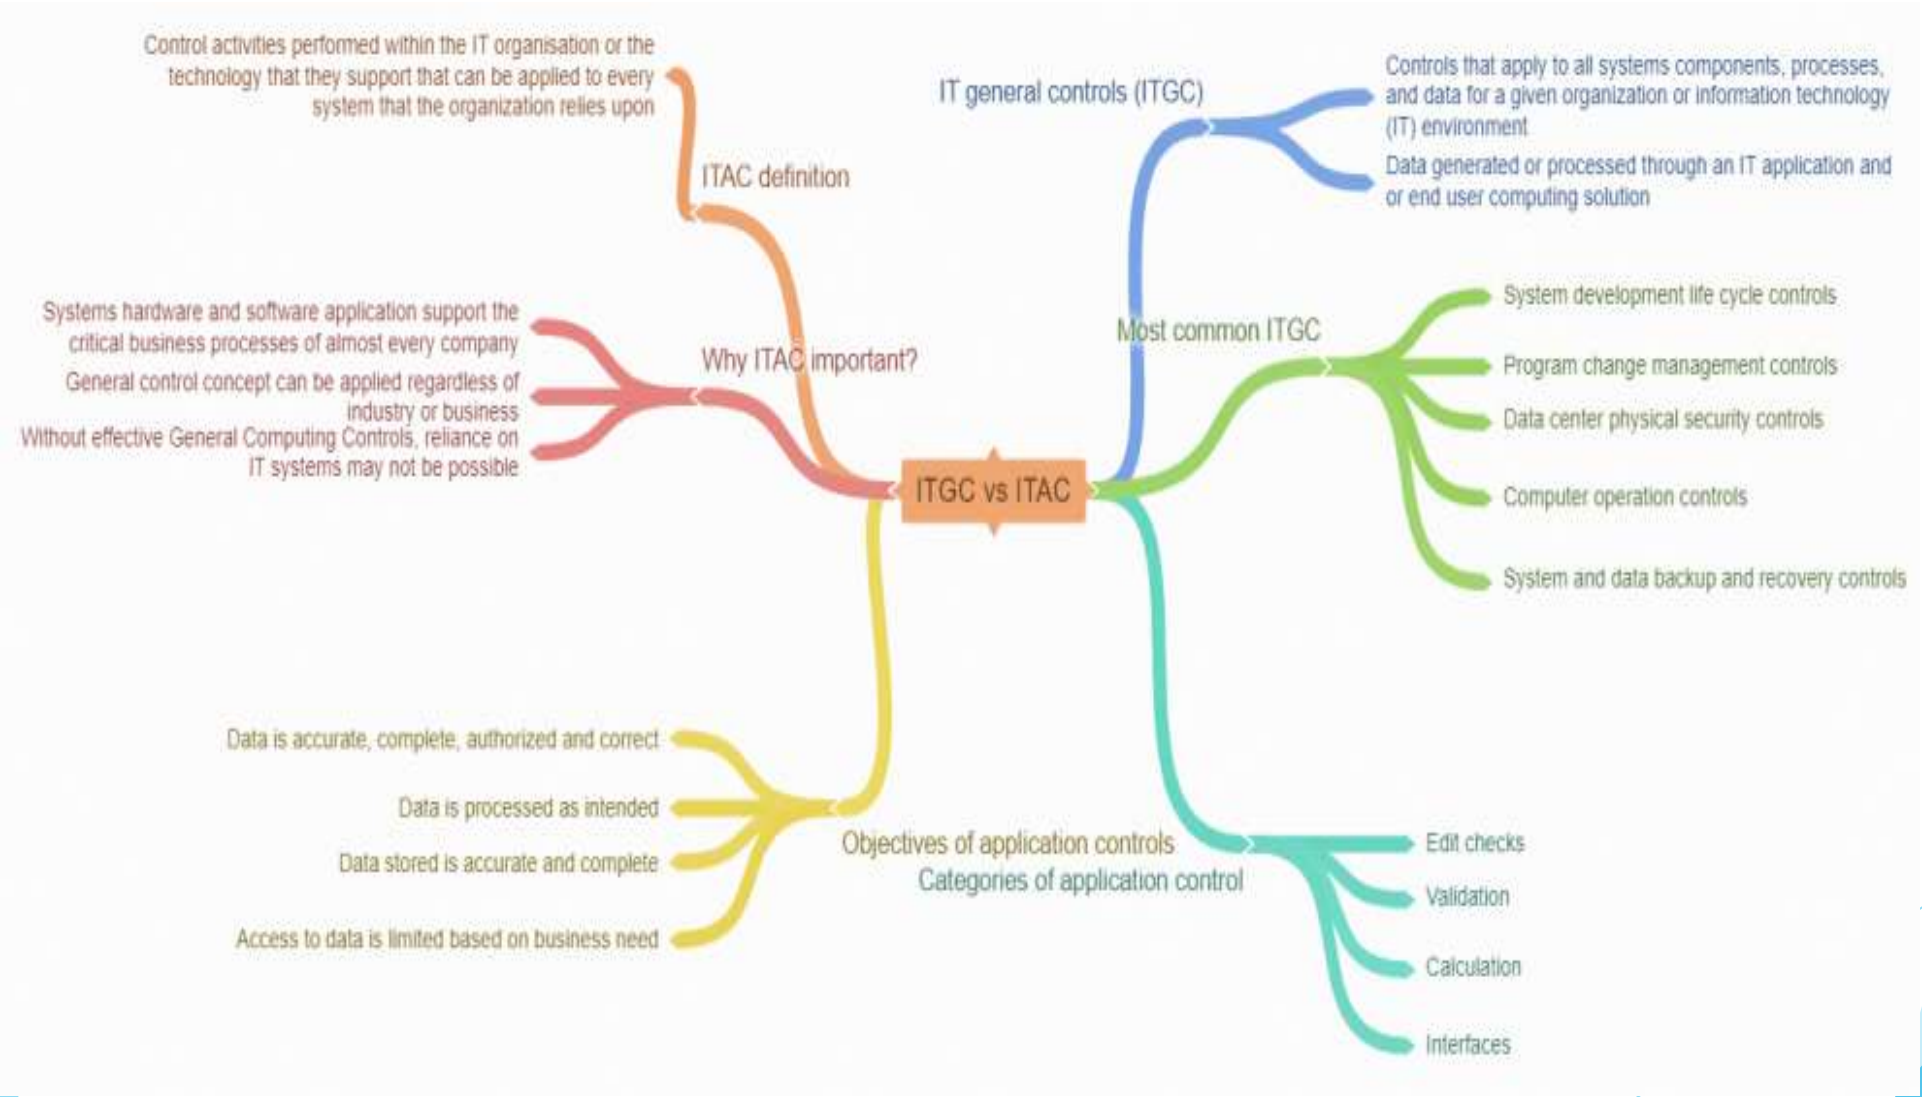 Control activities performed within the IT organisation or the
technology that they support that can be applied to every
system that the organization relies upon
ITAC definition
Systems hardware and software application support the
critical business processes of almost every company
General control concept can be applied regardless of
industry or business
Without effective General Computing Controls, reliance on
IT systems may not be possible
Why ITAC important?
ITGC vs ITAC
Data is accurate, complete, authorized and correct
Data is processed as intended
Data stored is accurate and complete
Access to data is limited based on business need
Objectives of application controls
IT general controls (ITGC)
Controls that apply to all systems components, processes,
and data for a given organization or information technology
(IT) environment
Data generated or processed through an IT application and
or end user computing solution
Most common ITGC
System development life cycle controls
Program change management controls
Data center physical security controls
Computer operation controls
System and data backup and recovery controls
Categories of application control
Edit checks
Validation
Calculation
Interfaces